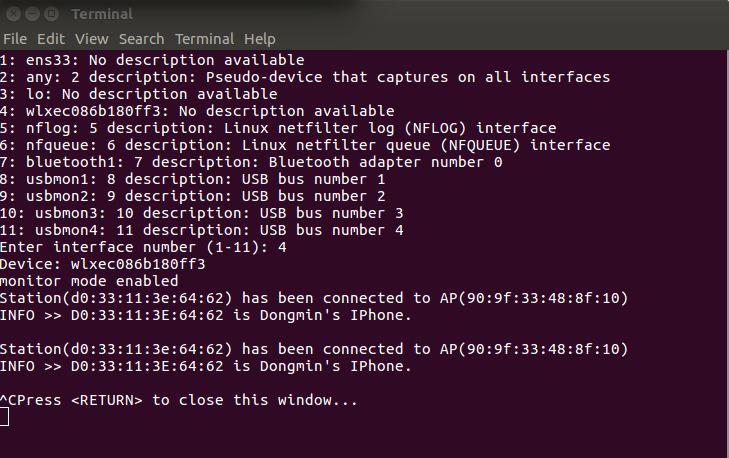 Terminal
File Edit View Search Terminal Help
1: ens33: No description available
2: any: 2 description: Pseudo-device that captures on all interfaces
3: lo: No description available
4: wlxec086b180ff3: No description available
5: nflog: 5 description: Linux netfilter log (NFLOG) interface
6: nfqueue: 6 description: Linux netfilter queue (NFQUEUE) interface
7: bluetooth1: 7 description: Bluetooth adapter number 0
8: usbmon1: 8 description: USB bus number 1
9: usbmon2: 9 description: USB bus number 2
10: usbmon3: 10 description: USB bus number 3
11: usbmon4: 11 description: USB bus number 4
Enter interface number (1-11): 4
Device: wlxec086b180ff3
monitor mode enabled
Station(d0:33:11:3e:64:62) has been connected to AP(90:9f:33:48:8f:10)
INFO >> D0:33:11:3E:64:62 is Dongmin's IPhone.
Station(d0:33:11:3e:64:62) has been connected to AP(90:9f:33:48:8f:10)
INFO >> D0:33:11:3E:64:62 is Dongmin's IPhone.
^CPress <RETURN> to close this window...